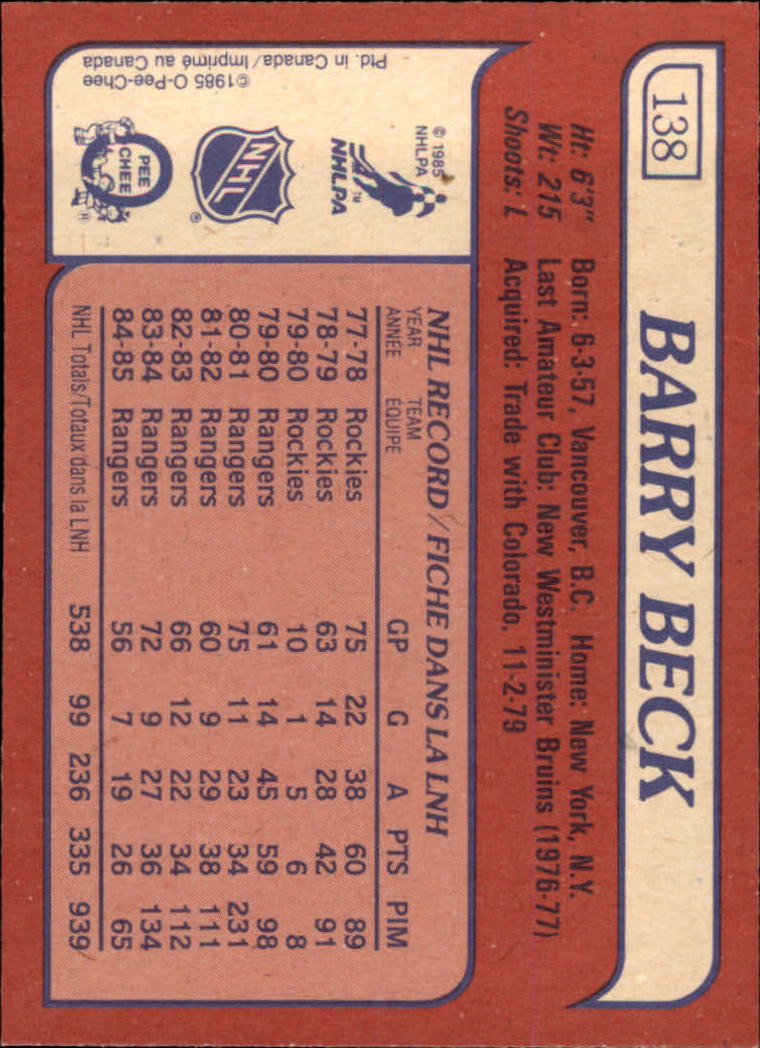 138
BARRY BECK
Ht: 6'3" Born: 6-3-57, Vancouver, B.C. Home: New York, N.Y.
Wt: 215 Last Amateur Club: New Westminister Bruins (1976-77)
Shoots: L Acquired: Trade with Colorado, 11-2-79
© 1985
NHLPA
NHLPA TM
NHL ®
O PEE CHEE ®
©1985 O-Pee-Chee
Ptd. in Canada/Imprimé au Canada
NHL RECORD/FICHE DANS LA LNH
YEAR TEAM
ANNÉE ÉQUIPE GP G A PTS PIM
77-78 Rockies 75 22 38 60 89
78-79 Rockies 63 14 28 42 91
79-80 Rockies 10 1 5 6 8
79-80 Rangers 61 14 45 59 98
80-81 Rangers 75 11 23 34 231
81-82 Rangers 60 9 29 38 111
82-83 Rangers 66 12 22 34 112
83-84 Rangers 72 9 27 36 134
84-85 Rangers 56 7 19 26 65
NHL Totals/Totaux dans la LNH 538 99 236 335 939